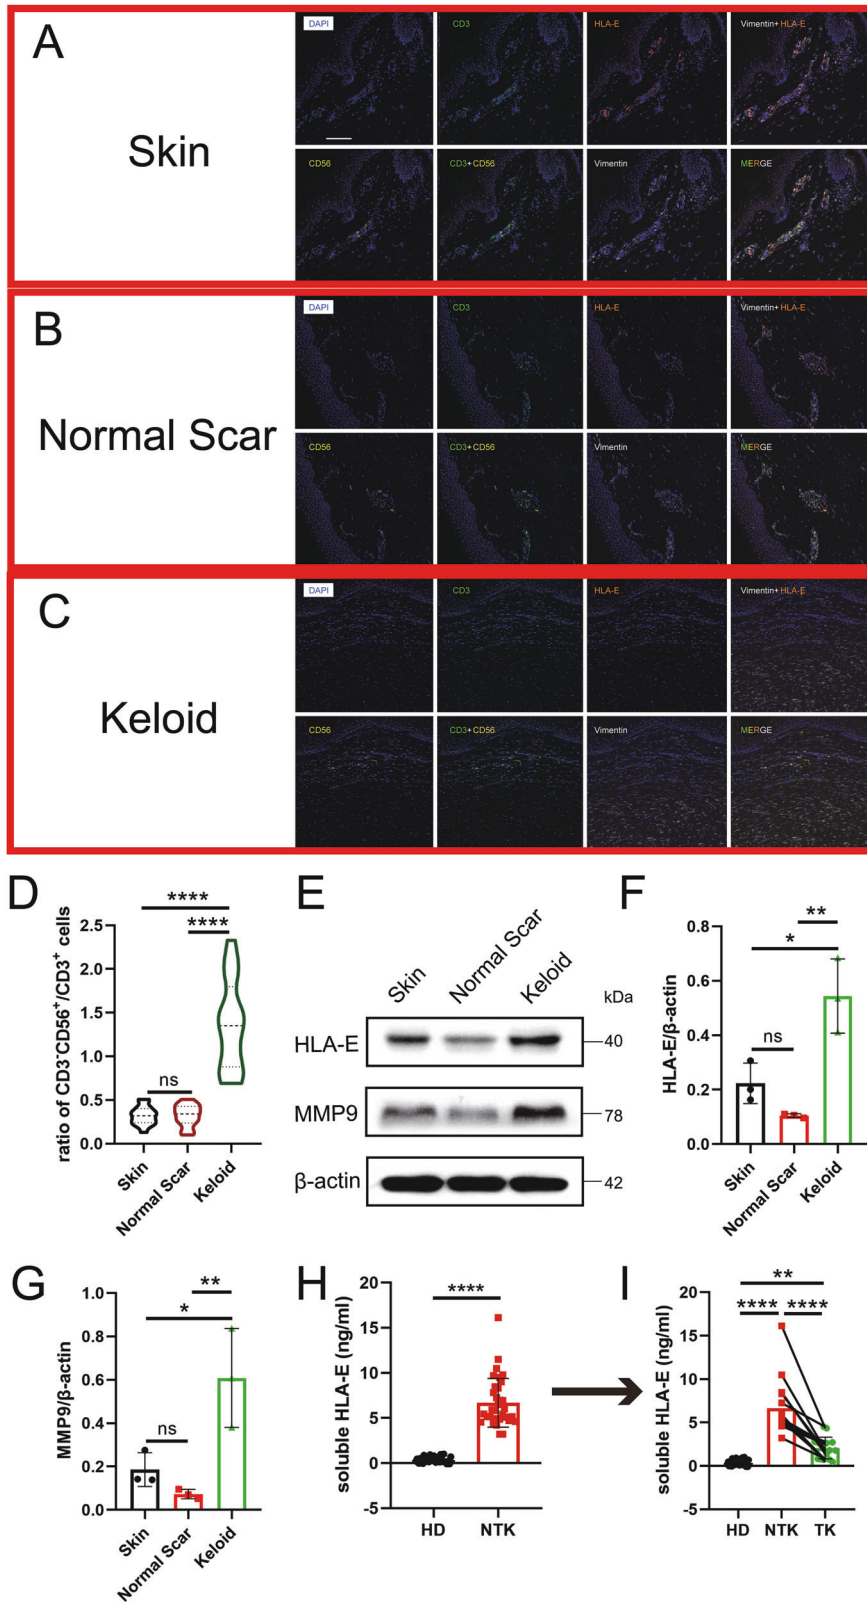 A
Skin
DAPI
CD3
HLA-E
Vimentin+ HLA-E
CD56
CD3+CD56
Vimentin
MERGE
B
Normal Scar
DAPI
CD3
HLA-E
Vimentin+ HLA-E
CD56
CD3+CD56
Vimentin
MERGE
C
Keloid
DAPI
CD3
HLA-E
Vimentin+ HLA-E
CD56
CD3+CD56
Vimentin
MERGE
D
ratio of CD3⁻CD56⁺/CD3⁺ cells
2.5
2.0
1.5
1.0
0.5
0.0
****
****
ns
Skin
Normal Scar
Keloid
E
Skin
Normal Scar
Keloid
kDa
HLA-E
40
MMP9
78
β-actin
42
F
HLA-E/β-actin
0.8
0.6
0.4
0.2
0.0
**
*
ns
Skin
Normal Scar
Keloid
G
MMP9/β-actin
1.0
0.8
0.6
0.4
0.2
0.0
**
*
ns
Skin
Normal Scar
Keloid
H
soluble HLA-E (ng/ml)
20
15
10
5
0
-5
****
HD
NTK
I
soluble HLA-E (ng/ml)
20
15
10
5
0
-5
**
**** ****
HD
NTK
TK